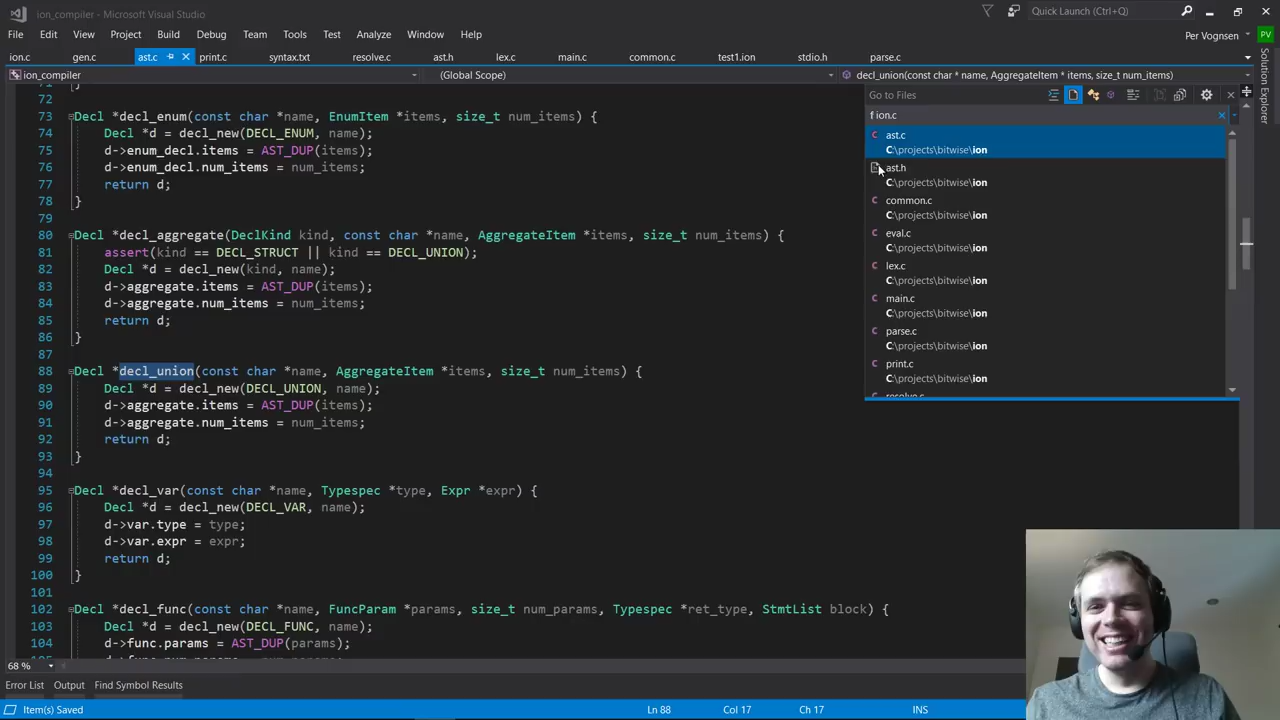 ion_compiler - Microsoft Visual Studio
Quick Launch (Ctrl+Q)
File Edit View Project Build Debug Team Tools Test Analyze Window Help
Per Vognsen PV
ion.c gen.c ast.c print.c syntax.txt resolve.c ast.h lex.c main.c common.c test1.ion stdio.h parse.c
ion_compiler (Global Scope) decl_union(const char * name, AggregateItem * items, size_t num_items)
Solution Explorer
Go to Files
f ion.c
ast.c
C:\projects\bitwise\ion
ast.h
C:\projects\bitwise\ion
common.c
C:\projects\bitwise\ion
eval.c
C:\projects\bitwise\ion
lex.c
C:\projects\bitwise\ion
main.c
C:\projects\bitwise\ion
parse.c
C:\projects\bitwise\ion
print.c
C:\projects\bitwise\ion
resolve.c
71 }
72
73 Decl *decl_enum(const char *name, EnumItem *items, size_t num_items) {
74 Decl *d = decl_new(DECL_ENUM, name);
75 d->enum_decl.items = AST_DUP(items);
76 d->enum_decl.num_items = num_items;
77 return d;
78 }
79
80 Decl *decl_aggregate(DeclKind kind, const char *name, AggregateItem *items, size_t num_items) {
81 assert(kind == DECL_STRUCT || kind == DECL_UNION);
82 Decl *d = decl_new(kind, name);
83 d->aggregate.items = AST_DUP(items);
84 d->aggregate.num_items = num_items;
85 return d;
86 }
87
88 Decl *decl_union(const char *name, AggregateItem *items, size_t num_items) {
89 Decl *d = decl_new(DECL_UNION, name);
90 d->aggregate.items = AST_DUP(items);
91 d->aggregate.num_items = num_items;
92 return d;
93 }
94
95 Decl *decl_var(const char *name, Typespec *type, Expr *expr) {
96 Decl *d = decl_new(DECL_VAR, name);
97 d->var.type = type;
98 d->var.expr = expr;
99 return d;
100 }
101
102 Decl *decl_func(const char *name, FuncParam *params, size_t num_params, Typespec *ret_type, StmtList block) {
103 Decl *d = decl_new(DECL_FUNC, name);
104 d->func.params = AST_DUP(params);
105 d->func.num_params = num_params;
68 %
Error List Output Find Symbol Results
Item(s) Saved Ln 88 Col 17 Ch 17 INS